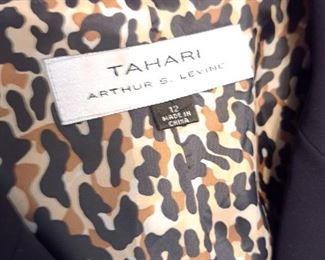 TAHARI
ARTHUR S. LEVINE
12
MADE IN
CHINA